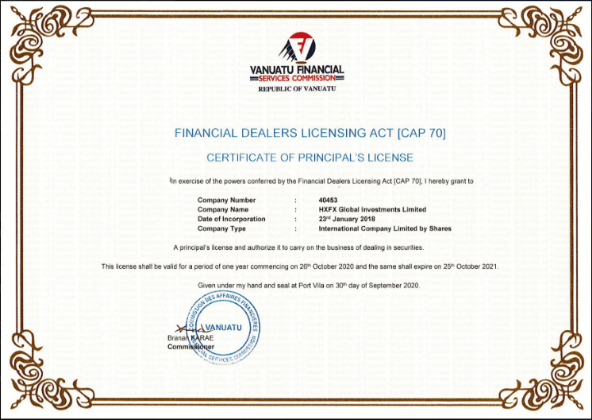 VANUATU FINANCIAL
SERVICES COMMISSION
REPUBLIC OF VANUATU
FINANCIAL DEALERS LICENSING ACT [CAP 70]
CERTIFICATE OF PRINCIPAL'S LICENSE
In exercise of the powers conferred by the Financial Dealers Licensing Act [CAP 70], I hereby grant to
Company Number : 40453
Company Name : HXFX Global Investments Limited
Date of Incorporation : 23rd January 2018
Company Type : International Company Limited by Shares
A principal's license and authorize it to carry on the business of dealing in securities.
This license shall be valid for a period of one year commencing on 26th October 2020 and the same shall expire on 25th October 2021.
Given under my hand and seal at Port Vila on 30th day of September 2020.
COMMISSION DES AFFAIRES FINANCIERES
VANUATU
FINANCIAL SERVICES COMMISSION
Branan KARAE
Commissioner